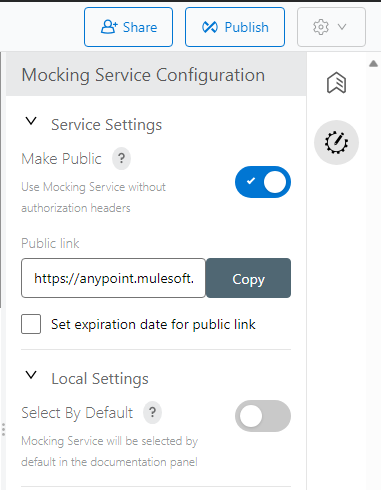 Share
Publish
Mocking Service Configuration
Service Settings
Make Public ?
Use Mocking Service without
authorization headers
Public link
https://anypoint.mulesoft.
Copy
Set expiration date for public link
Local Settings
Select By Default ?
Mocking Service will be selected by
default in the documentation panel